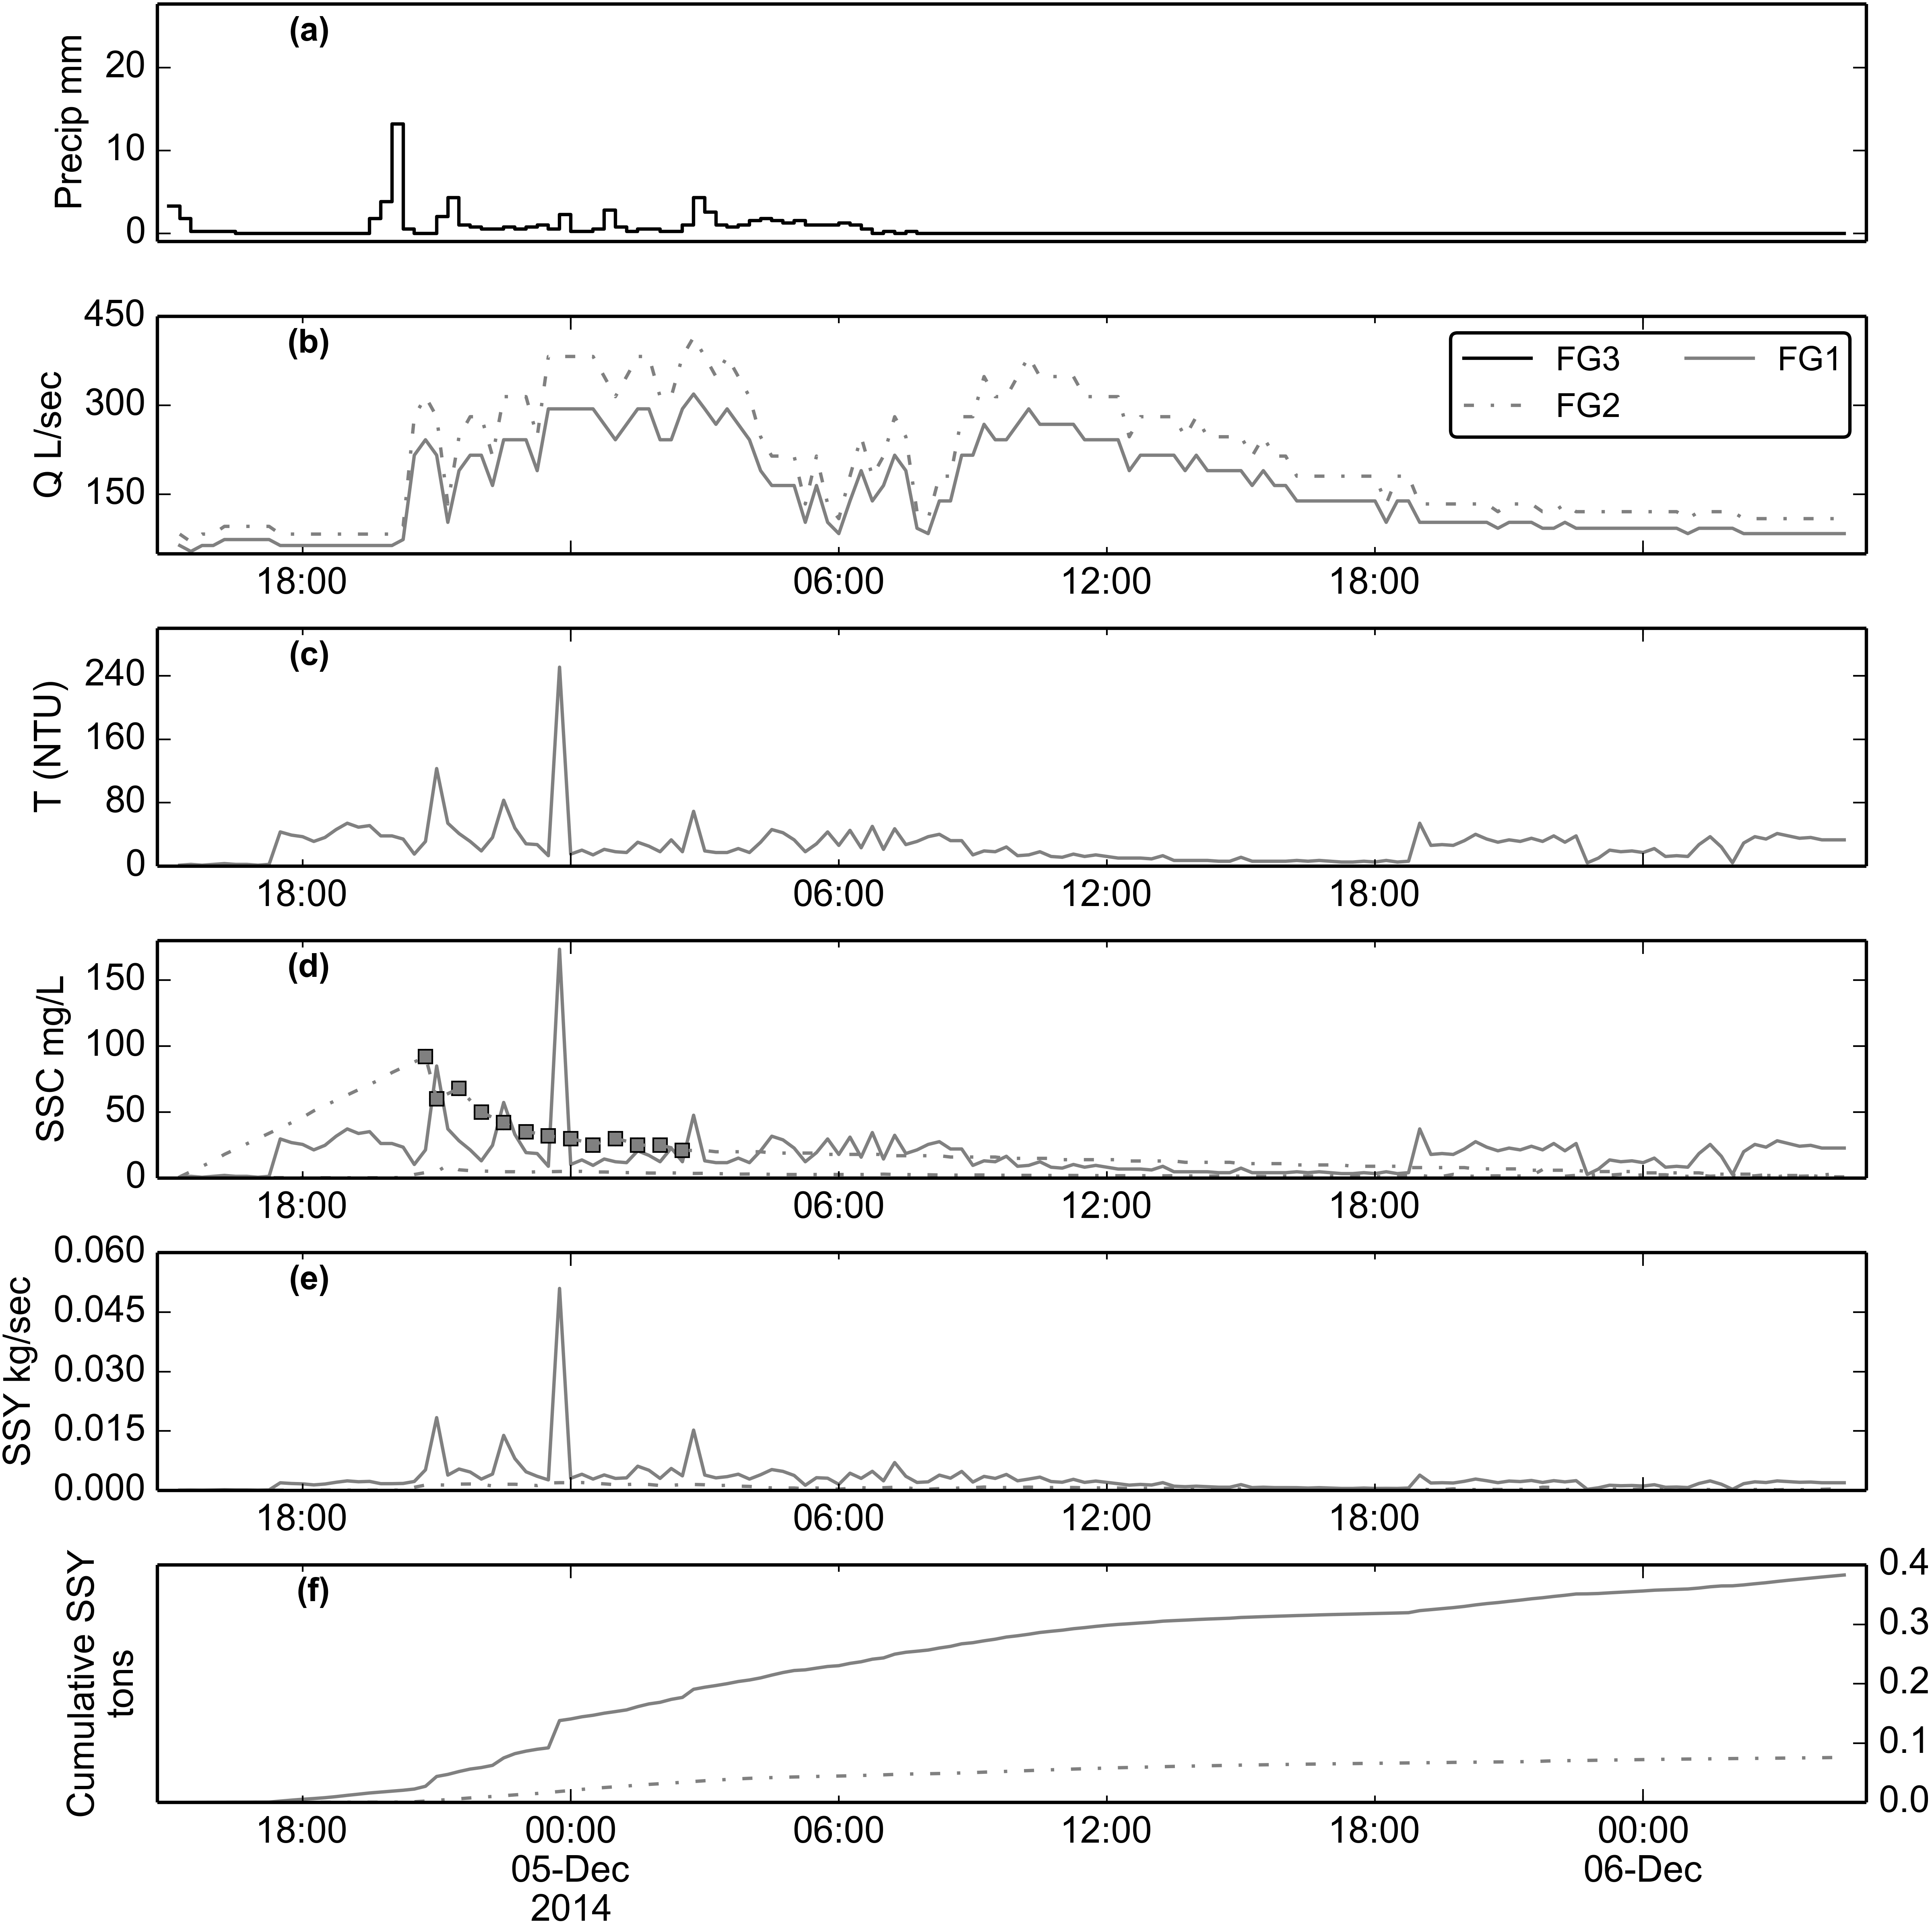 (a)
Precip mm
20
10
0
(b)
Q L/sec
450
300
150
FG3 FG1
FG2
18:00 06:00 12:00 18:00
(c)
T (NTU)
240
160
80
0
18:00 06:00 12:00 18:00
(d)
SSC mg/L
150
100
50
0
18:00 06:00 12:00 18:00
(e)
SSY kg/sec
0.060
0.045
0.030
0.015
0.000
18:00 06:00 12:00 18:00
(f)
Cumulative SSY
tons
0.4
0.3
0.2
0.1
0.0
18:00 00:00 06:00 12:00 18:00 00:00
05-Dec 06-Dec
2014